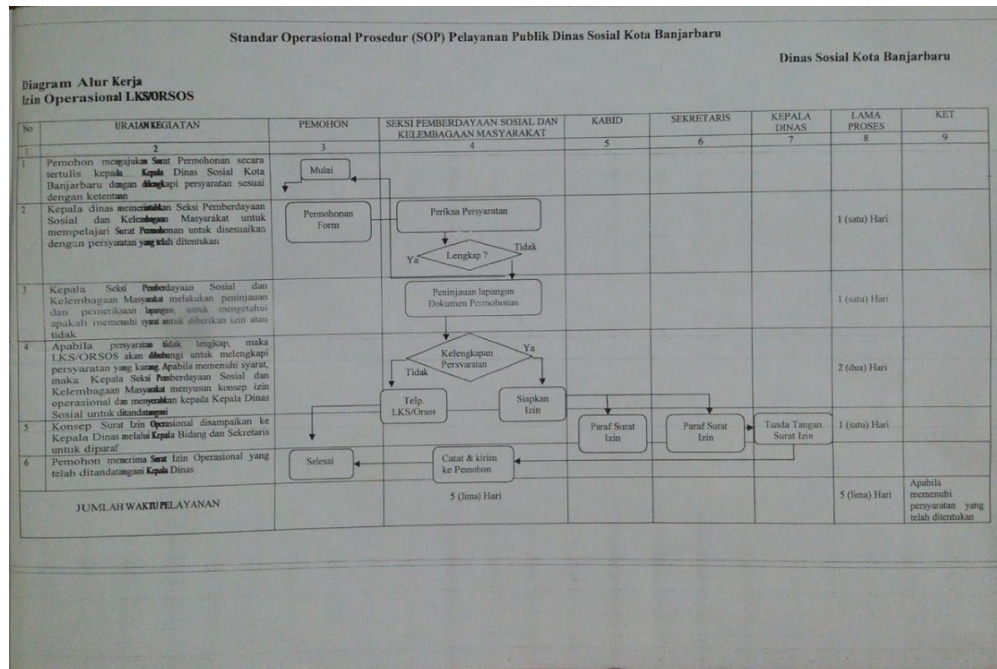 Standar Operasional Prosedur (SOP) Pelayanan Publik Dinas Sosial Kota Banjarbaru
Dinas Sosial Kota Banjarbaru
Diagram Alur Kerja
Izin Operasional LKS/ORSOS
No
URAIAN KEGIATAN
PEMOHON
SEKSI PEMBERDAYAAN SOSIAL DAN
KELEMBAGAAN MASYARAKAT
KABID
SEKRETARIS
KEPALA
DINAS
LAMA
PROSES
KET
1
2
3
4
5
6
7
8
9
1
Pemohon mengajukan Surat Permohonan secara
tertulis kepada Kepala Dinas Sosial Kota
Banjarbaru dengan dilengkapi persyaratan sesuai
dengan ketentuan
Mulai
2
Kepala dinas memerintahkan Seksi Pemberdayaan
Sosial dan Kelembagaan Masyarakat untuk
mempelajari Surat Permohonan untuk disesuaikan
dengan persyaratan yang telah ditentukan
Permohonan
Form
Periksa Persyaratan
Lengkap ?
Ya
Tidak
1 (satu) Hari
3
Kepala Seksi Pemberdayaan Sosial dan
Kelembagaan Masyarakat melakukan peninjauan
dan pemeriksaan lapangan, untuk mengetahui
apakah memenuhi syarat untuk diberikan izin atau
tidak
Peninjauan lapangan
Dokumen Permohonan
1 (satu) Hari
4
Apabila persyaratan tidak lengkap, maka
LKS/ORSOS akan dihubungi untuk melengkapi
persyaratan yang kurang. Apabila memenuhi syarat,
maka Kepala Seksi Pemberdayaan Sosial dan
Kelembagaan Masyarakat menyusun konsep izin
operasional dan menyerahkan kepada Kepala Dinas
Sosial untuk ditandatangani
Kelengkapan
Persvaratan
Ya
Tidak
Telp.
LKS/Orsos
Siapkan
Izin
2 (dua) Hari
5
Konsep Surat Izin Operasional disampaikan ke
Kepala Dinas melalui Kepala Bidang dan Sekretaris
untuk diparaf
Paraf Surat
Izin
Paraf Surat
Izin
Tanda Tangan
Surat Izin
1 (satu) Hari
6
Pemohon menerima Surat Izin Operasional yang
telah ditandatangani Kepala Dinas
Selesai
Catat & kirim
ke Pemohon
JUMLAH WAKTU PELAYANAN
5 (lima) Hari
5 (lima) Hari
Apabila
memenuhi
persyaratan yang
telah ditentukan